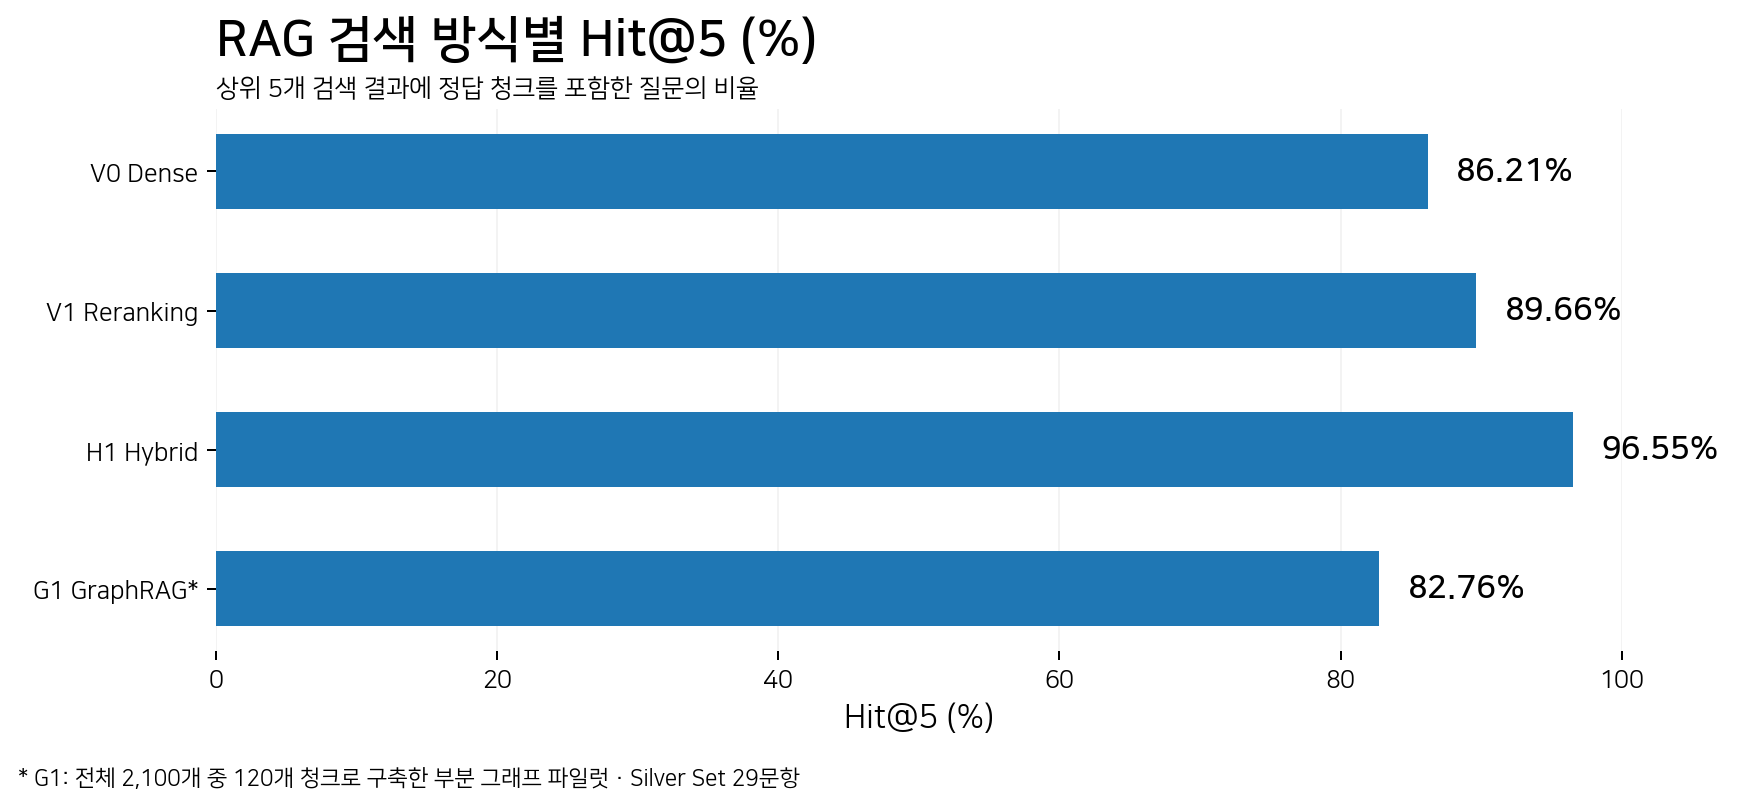 RAG 검색 방식별 Hit@5 (%)
상위 5개 검색 결과에 정답 청크를 포함한 질문의 비율
V0 Dense
86.21%
V1 Reranking
89.66%
H1 Hybrid
96.55%
G1 GraphRAG*
82.76%
0 20 40 60 80 100
Hit@5 (%)
* G1: 전체 2,100개 중 120개 청크로 구축한 부분 그래프 파일럿 · Silver Set 29문항